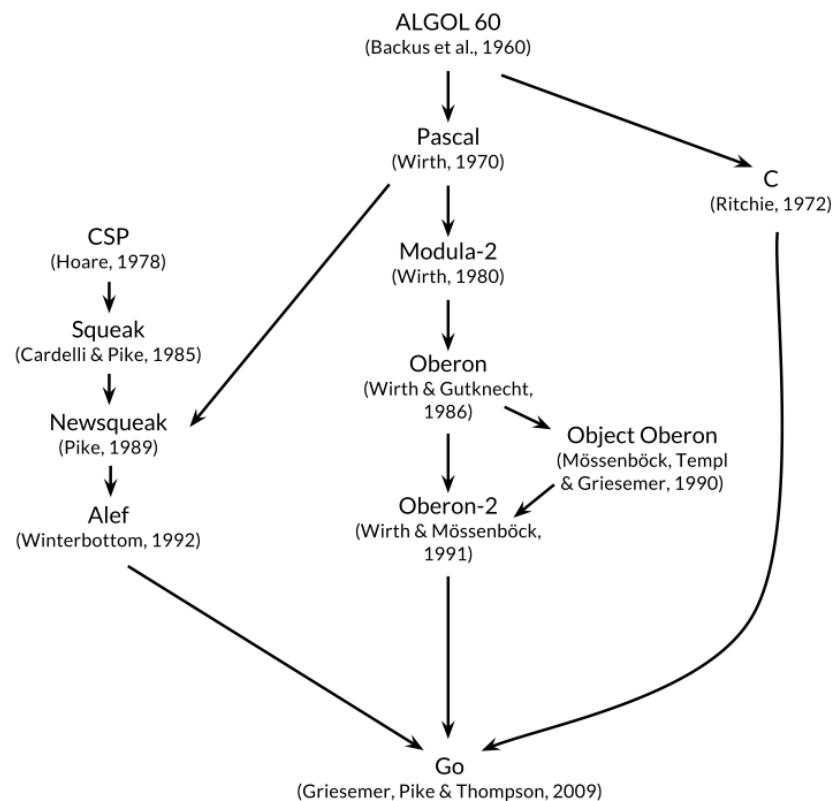 ALGOL 60
(Backus et al., 1960)
Pascal
(Wirth, 1970)
C
(Ritchie, 1972)
CSP
(Hoare, 1978)
Modula-2
(Wirth, 1980)
Squeak
(Cardelli & Pike, 1985)
Oberon
(Wirth & Gutknecht,
1986)
Newsqueak
(Pike, 1989)
Object Oberon
(Mössenböck, Templ
& Griesemer, 1990)
Oberon-2
(Wirth & Mössenböck,
1991)
Alef
(Winterbottom, 1992)
Go
(Griesemer, Pike & Thompson, 2009)